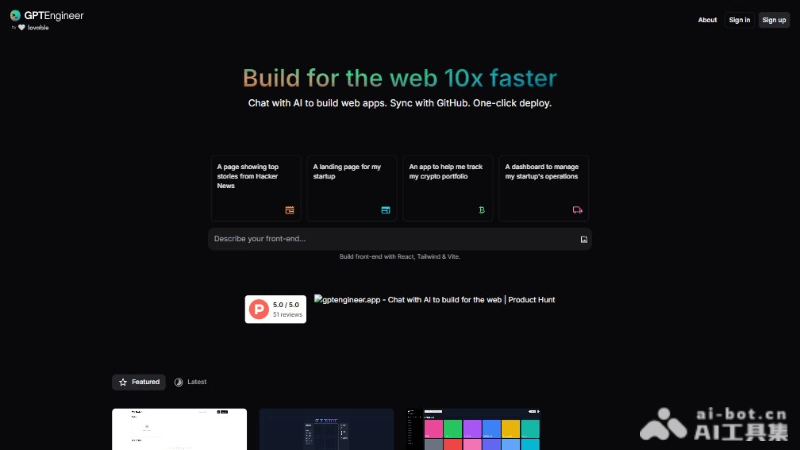 GPTEngineer
by lovable
About
Sign in
Sign up
Build for the web 10x faster
Chat with AI to build web apps. Sync with GitHub. One-click deploy.
A page showing top
stories from Hacker
News
A landing page for my
startup
An app to help me track
my crypto portfolio
A dashboard to manage
my startup's operations
Describe your front-end...
Build front-end with React, Tailwind & Vite.
P
5.0 / 5.0
51 reviews
gptengineer.app - Chat with AI to build for the web | Product Hunt
Featured
Latest
ai-bot.cn
AI工具集